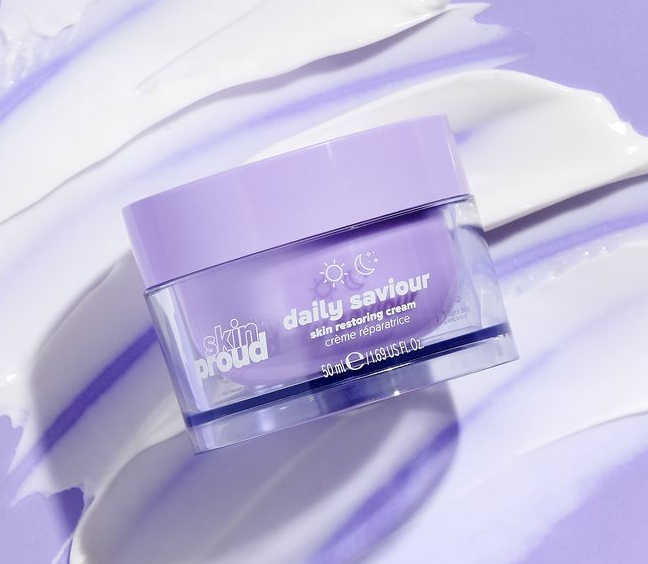 skin
proud
daily saviour
skin restoring cream
crème réparatrice
50 ml ℮ / 1.69 US FL.Oz.